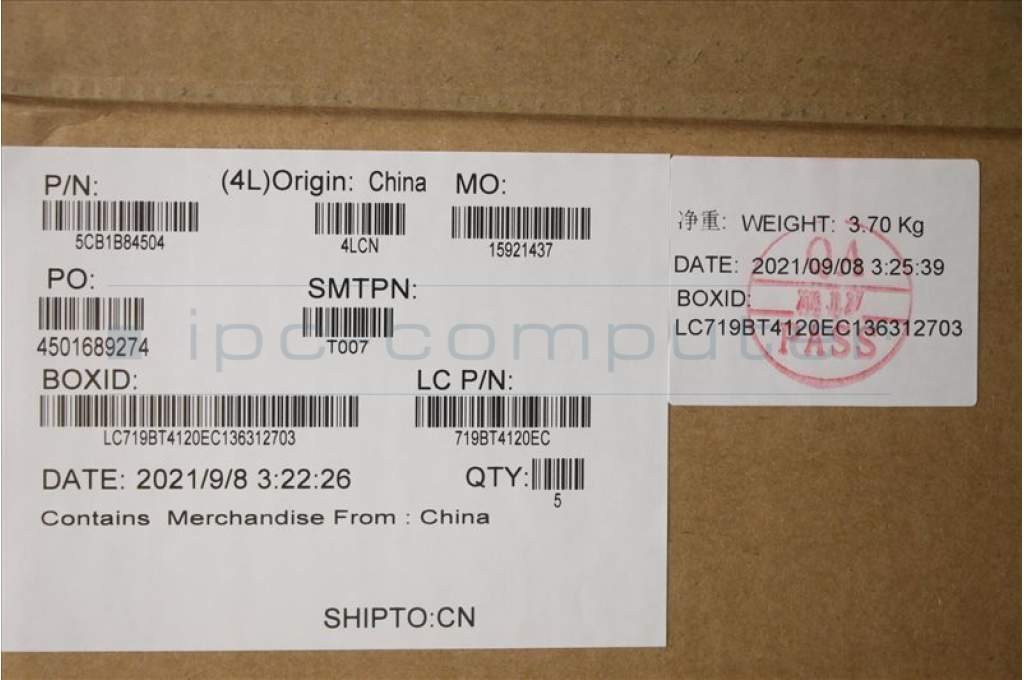 P/N:
5CB1B84504
(4L)Origin: China
4LCN
MO:
15921437
PO:
4501689274
SMTPN:
T007
BOXID:
LC719BT4120EC136312703
LC P/N:
719BT4120EC
DATE: 2021/9/8 3:22:26
QTY:
5
Contains Merchandise From : China
SHIPTO:CN
净重: WEIGHT: 3.70 Kg
DATE: 2021/09/08 3:25:39
BOXID:
LC719BT4120EC136312703
PASS
ipc compute